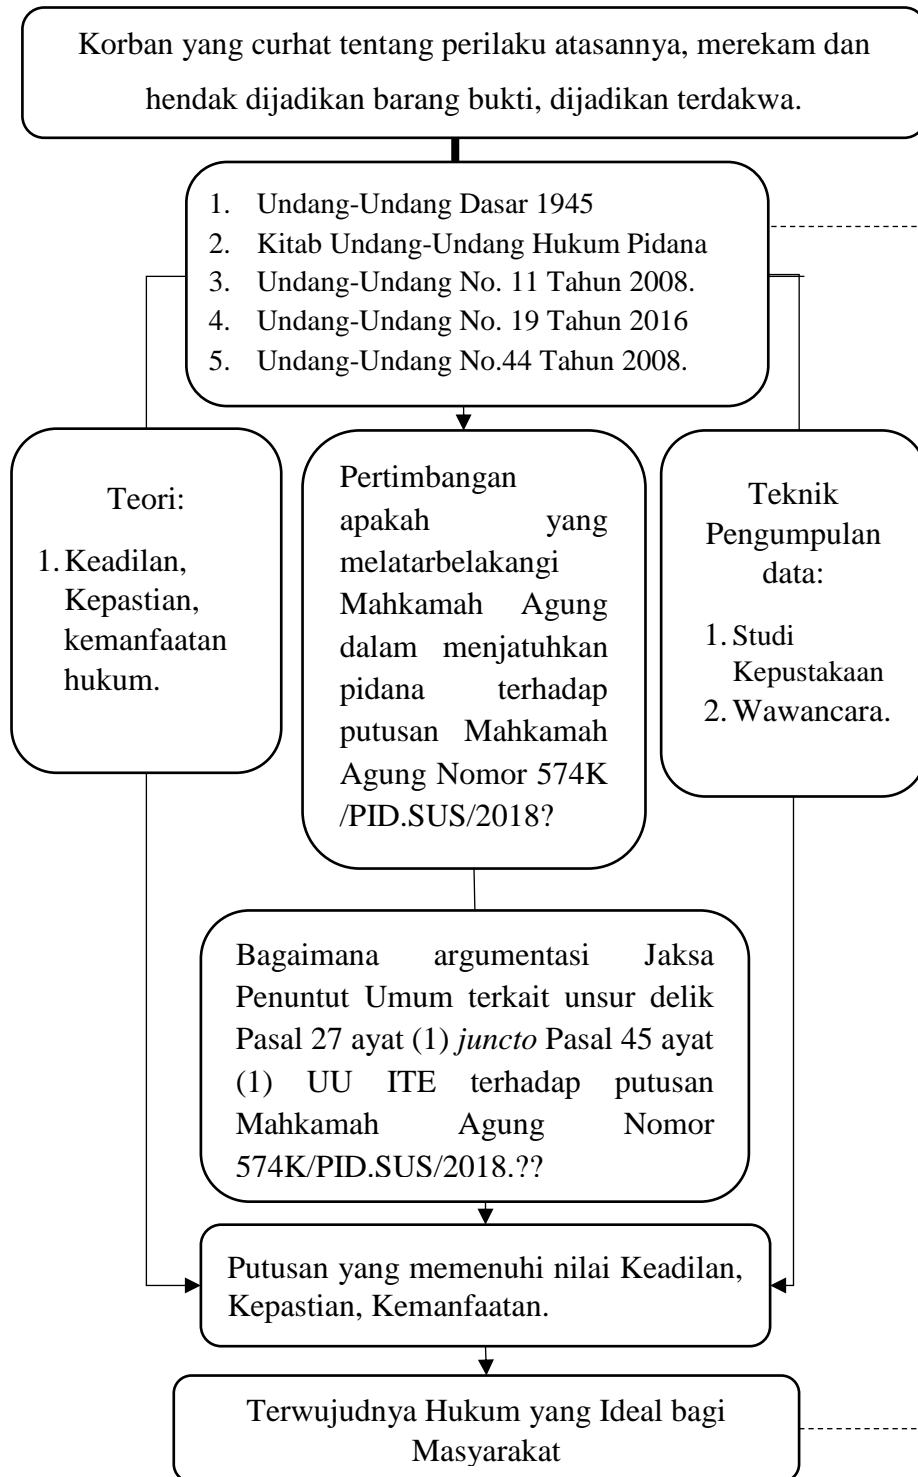 Korban yang curhat tentang perilaku atasannya, merekam dan
hendak dijadikan barang bukti, dijadikan terdakwa.
1. Undang-Undang Dasar 1945
2. Kitab Undang-Undang Hukum Pidana
3. Undang-Undang No. 11 Tahun 2008.
4. Undang-Undang No. 19 Tahun 2016
5. Undang-Undang No.44 Tahun 2008.
Teori:
1. Keadilan,
Kepastian,
kemanfaatan
hukum.
Pertimbangan
apakah yang
melatarbelakangi
Mahkamah Agung
dalam menjatuhkan
pidana terhadap
putusan Mahkamah
Agung Nomor 574K
/PID.SUS/2018?
Teknik
Pengumpulan
data:
1. Studi
Kepustakaan
2. Wawancara.
Bagaimana argumentasi Jaksa
Penuntut Umum terkait unsur delik
Pasal 27 ayat (1) juncto Pasal 45 ayat
(1) UU ITE terhadap putusan
Mahkamah Agung Nomor
574K/PID.SUS/2018.??
Putusan yang memenuhi nilai Keadilan,
Kepastian, Kemanfaatan.
Terwujudnya Hukum yang Ideal bagi
Masyarakat